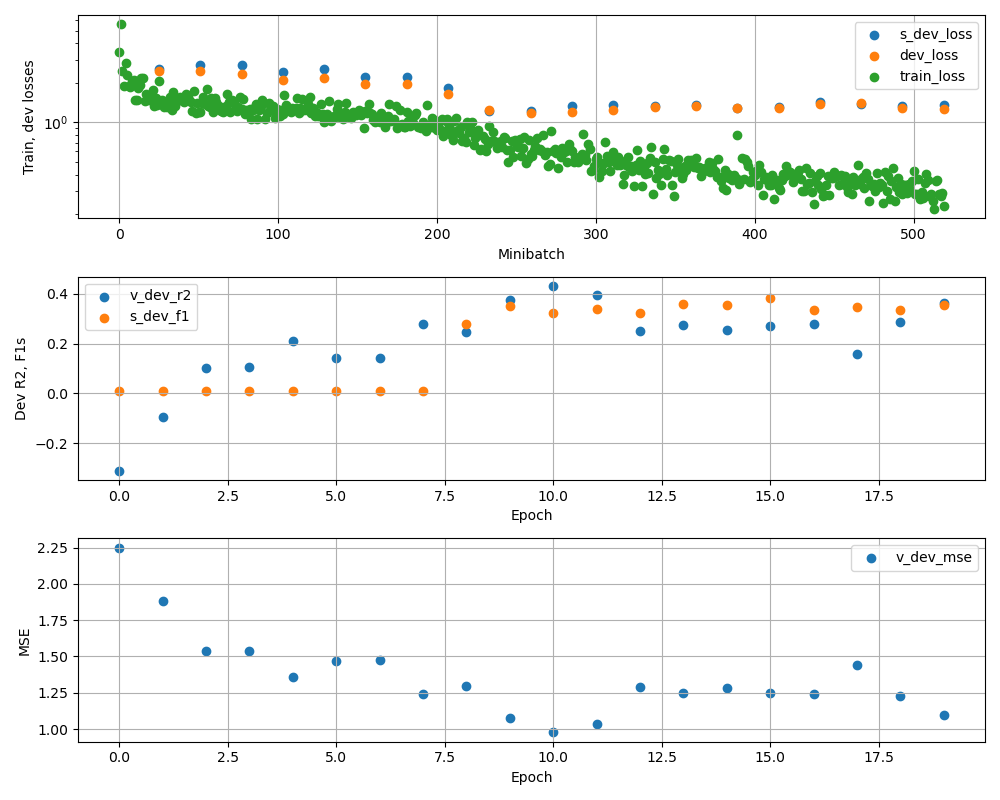 s_dev_loss
dev_loss
train_loss
Train, dev losses
10⁰
0 100 200 300 400 500
Minibatch
v_dev_r2
s_dev_f1
Dev R2, F1s
0.4
0.2
0.0
−0.2
0.0 2.5 5.0 7.5 10.0 12.5 15.0 17.5
Epoch
v_dev_mse
MSE
2.25
2.00
1.75
1.50
1.25
1.00
0.0 2.5 5.0 7.5 10.0 12.5 15.0 17.5
Epoch